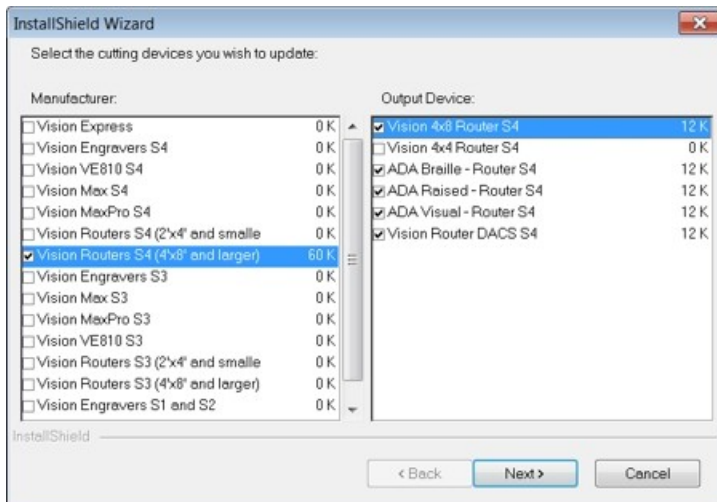 InstallShield Wizard
Select the cutting devices you wish to update:
Manufacturer:
Vision Express 0 K
Vision Engravers S4 0 K
Vision VE810 S4 0 K
Vision Max S4 0 K
Vision MaxPro S4 0 K
Vision Routers S4 (2'x4' and smalle 0 K
Vision Routers S4 (4'x8' and larger) 60 K
Vision Engravers S3 0 K
Vision Max S3 0 K
Vision MaxPro S3 0 K
Vision VE810 S3 0 K
Vision Routers S3 (2'x4' and smalle 0 K
Vision Routers S3 (4'x8' and larger) 0 K
Vision Engravers S1 and S2 0 K
Output Device:
Vision 4x8 Router S4 12 K
Vision 4x4 Router S4 0 K
ADA Braille - Router S4 12 K
ADA Raised - Router S4 12 K
ADA Visual - Router S4 12 K
Vision Router DACS S4 12 K
InstallShield
< Back
Next >
Cancel